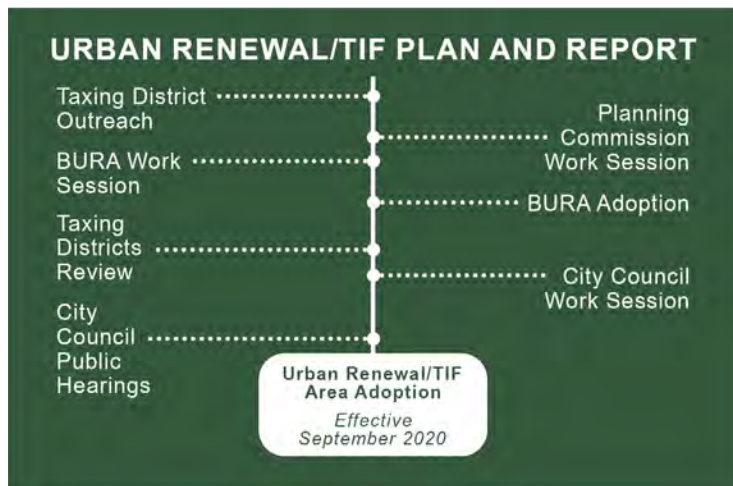 URBAN RENEWAL/TIF PLAN AND REPORT
Taxing District
Outreach
Planning
Commission
Work Session
BURA Work
Session
BURA Adoption
Taxing
Districts
Review
City Council
Work Session
City
Council
Public
Hearings
Urban Renewal/TIF
Area Adoption
Effective
September 2020